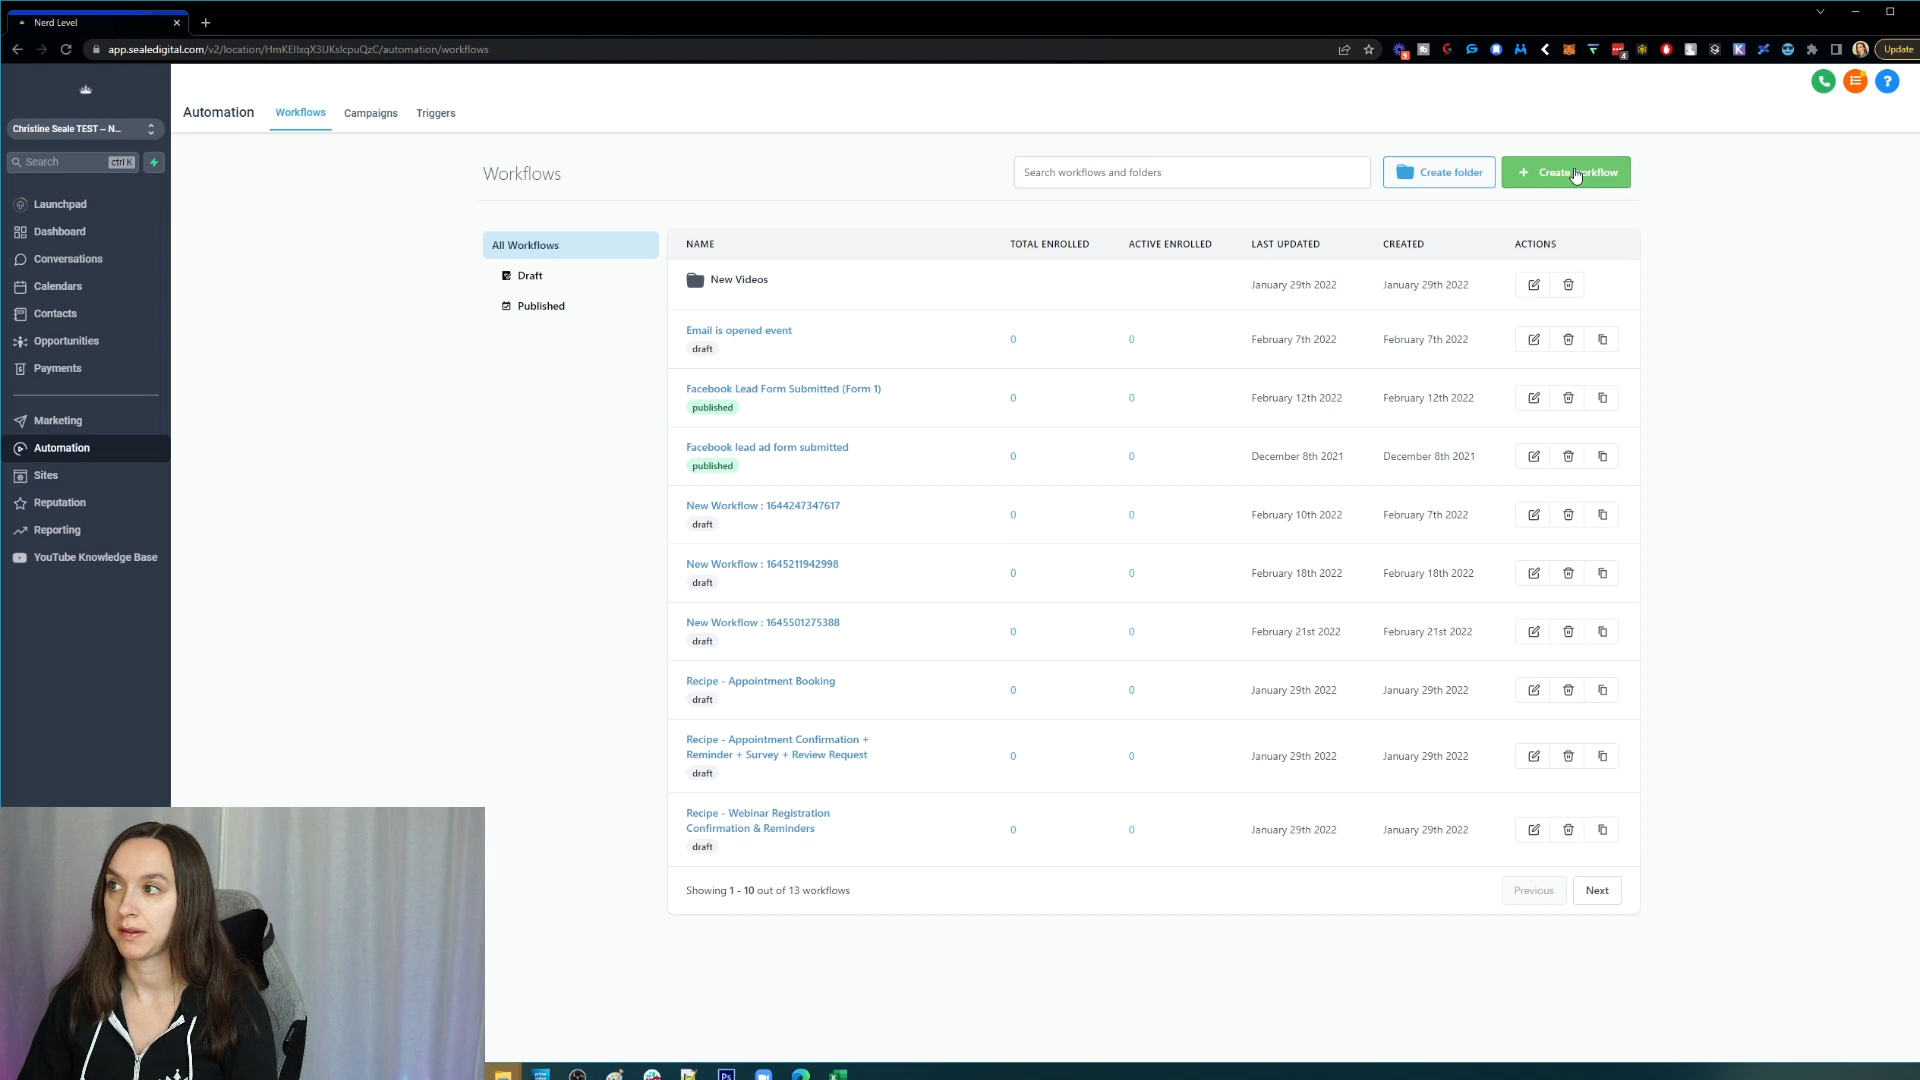 Nerd Level
app.sealedigital.com/v2/location/HmKEIlxqX3UKslcpuQzC/automation/workflows
Update
Christine Seale TEST – N...
Search
ctrl K
Launchpad
Dashboard
Conversations
Calendars
Contacts
Opportunities
Payments
Marketing
Automation
Sites
Reputation
Reporting
YouTube Knowledge Base
Automation Workflows Campaigns Triggers
Workflows
Search workflows and folders
Create folder
+ Create Workflow
All Workflows
Draft
Published
NAME TOTAL ENROLLED ACTIVE ENROLLED LAST UPDATED CREATED ACTIONS
New Videos January 29th 2022 January 29th 2022
Email is opened event 0 0 February 7th 2022 February 7th 2022
draft
Facebook Lead Form Submitted (Form 1) 0 0 February 12th 2022 February 12th 2022
published
Facebook lead ad form submitted 0 0 December 8th 2021 December 8th 2021
published
New Workflow : 1644247347617 0 0 February 10th 2022 February 7th 2022
draft
New Workflow : 1645211942998 0 0 February 18th 2022 February 18th 2022
draft
New Workflow : 1645501275388 0 0 February 21st 2022 February 21st 2022
draft
Recipe - Appointment Booking 0 0 January 29th 2022 January 29th 2022
draft
Recipe - Appointment Confirmation +
Reminder + Survey + Review Request 0 0 January 29th 2022 January 29th 2022
draft
Recipe - Webinar Registration
Confirmation & Reminders 0 0 January 29th 2022 January 29th 2022
draft
Showing 1 - 10 out of 13 workflows
Previous
Next
Ps